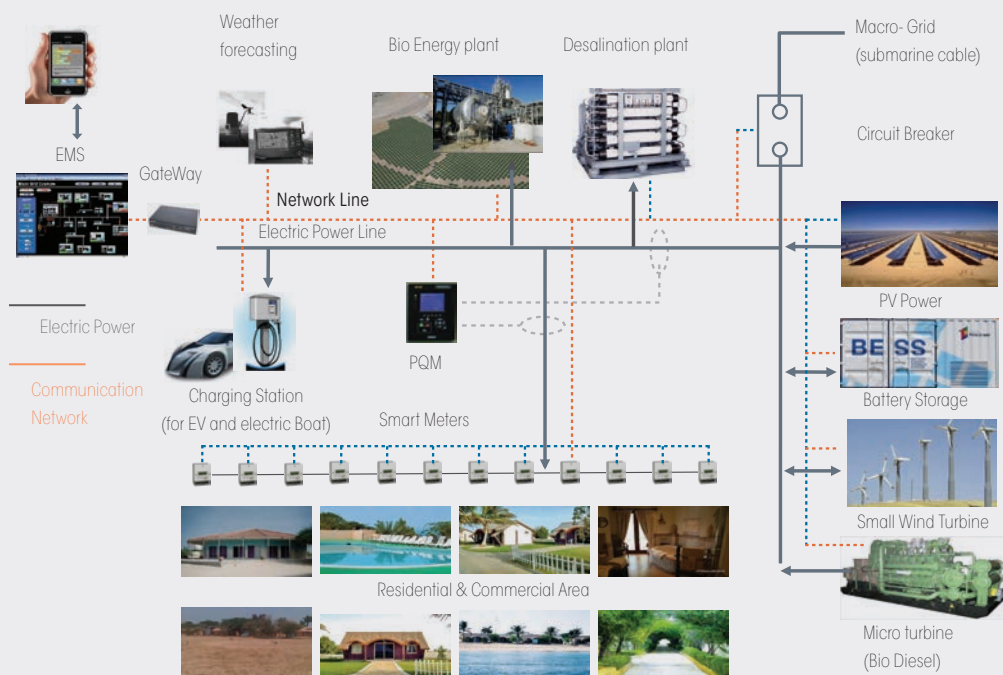 Weather
forecasting
Bio Energy plant
Desalination plant
Macro- Grid
(submarine cable)
Circuit Breaker
EMS
GateWay
Network Line
Electric Power Line
PV Power
Electric Power
PQM
BESS
Battery Storage
Communication
Network
Charging Station
(for EV and electric Boat)
Smart Meters
Small Wind Turbine
Residential & Commercial Area
Micro turbine
(Bio Diesel)